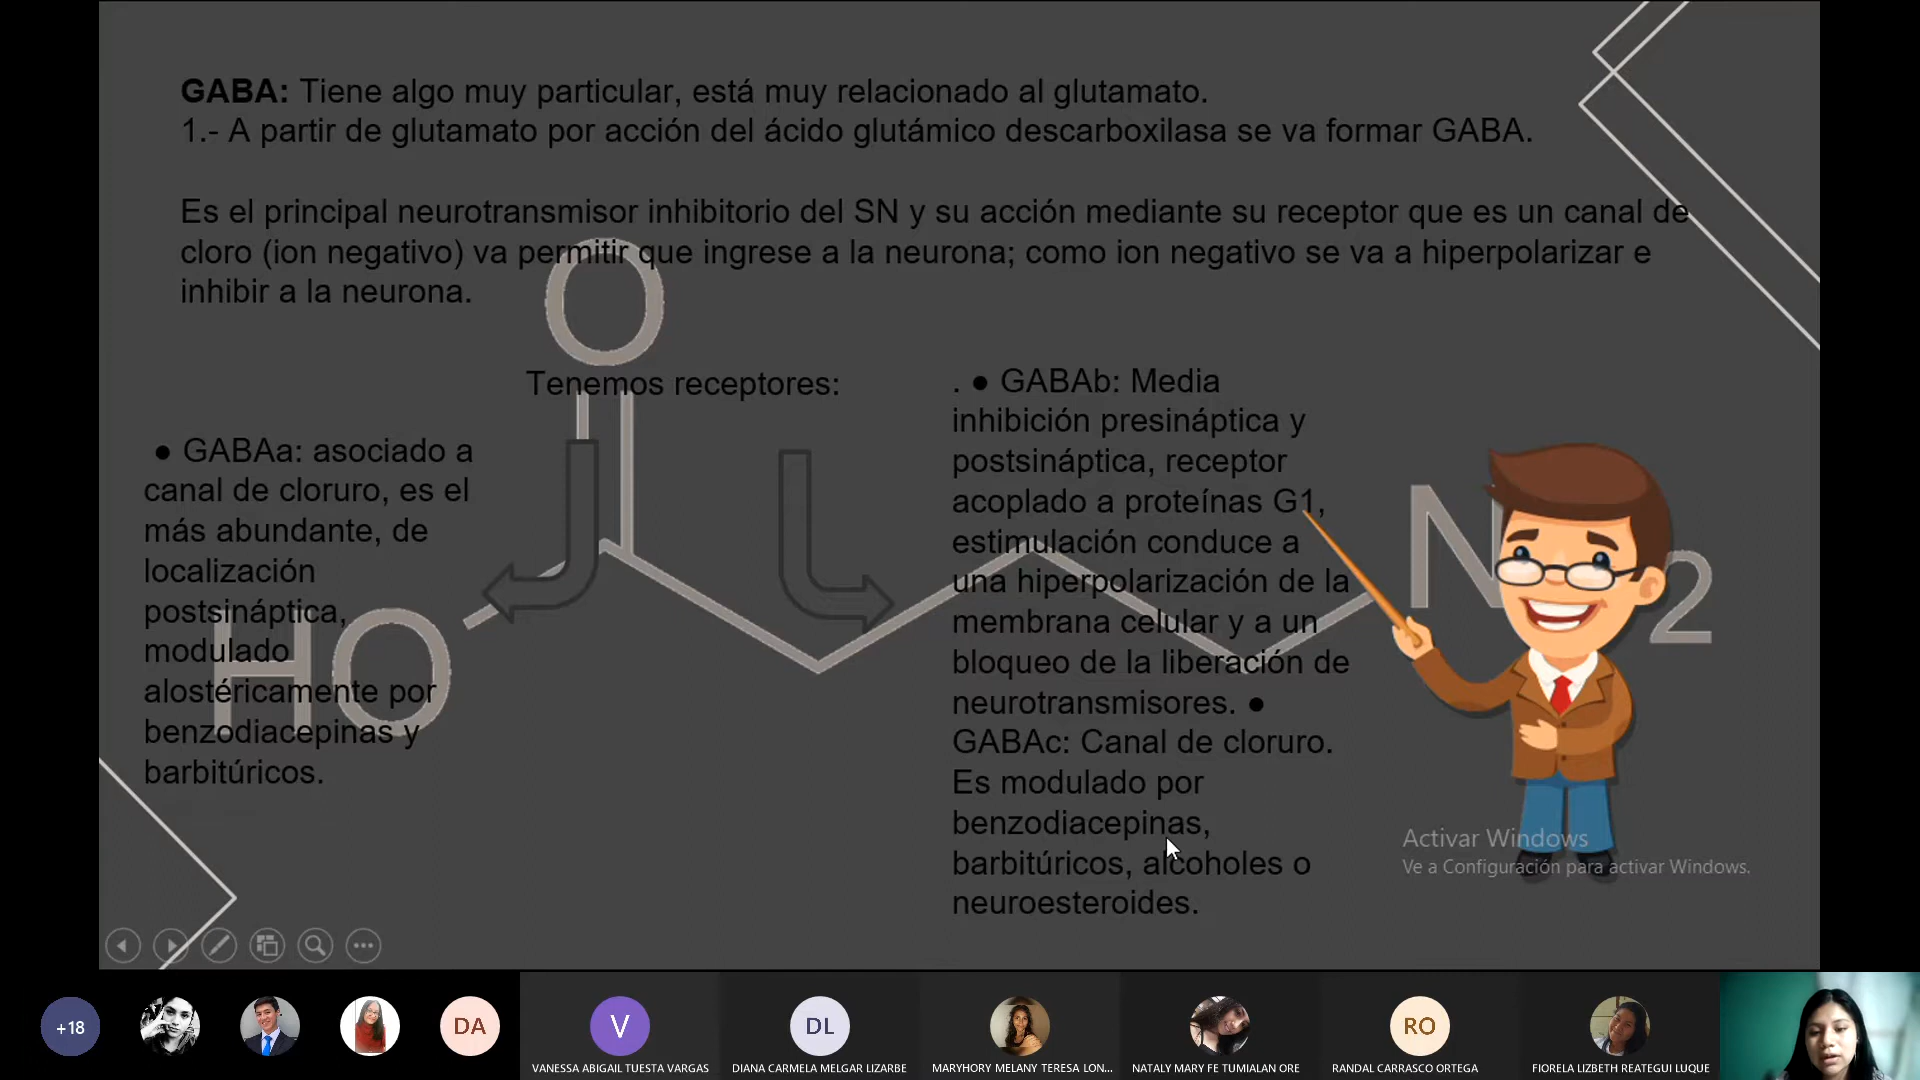 GABA: Tiene algo muy particular, está muy relacionado al glutamato.
1.- A partir de glutamato por acción del ácido glutámico descarboxilasa se va formar GABA.
Es el principal neurotransmisor inhibitorio del SN y su acción mediante su receptor que es un canal de
cloro (ion negativo) va permitir que ingrese a la neurona; como ion negativo se va a hiperpolarizar e
inhibir a la neurona.
O
Tenemos receptores:
● GABAa: asociado a
canal de cloruro, es el
más abundante, de
localización
postsináptica,
modulado
alostéricamente por
benzodiacepinas y
barbitúricos.
HO
. ● GABAb: Media
inhibición presináptica y
postsináptica, receptor
acoplado a proteínas G1,
estimulación conduce a
una hiperpolarización de la
membrana celular y a un
bloqueo de la liberación de
neurotransmisores. ●
GABAc: Canal de cloruro.
Es modulado por
benzodiacepinas,
barbitúricos, alcoholes o
neuroesteroides.
N 2
Activar Windows
Ve a Configuración para activar Windows.
+18
DA
V
DL
RO
VANESSA ABIGAIL TUESTA VARGAS
DIANA CARMELA MELGAR LIZARBE
MARYHORY MELANY TERESA LON...
NATALY MARY FE TUMIALAN ORE
RANDAL CARRASCO ORTEGA
FIORELA LIZBETH REATEGUI LUQUE